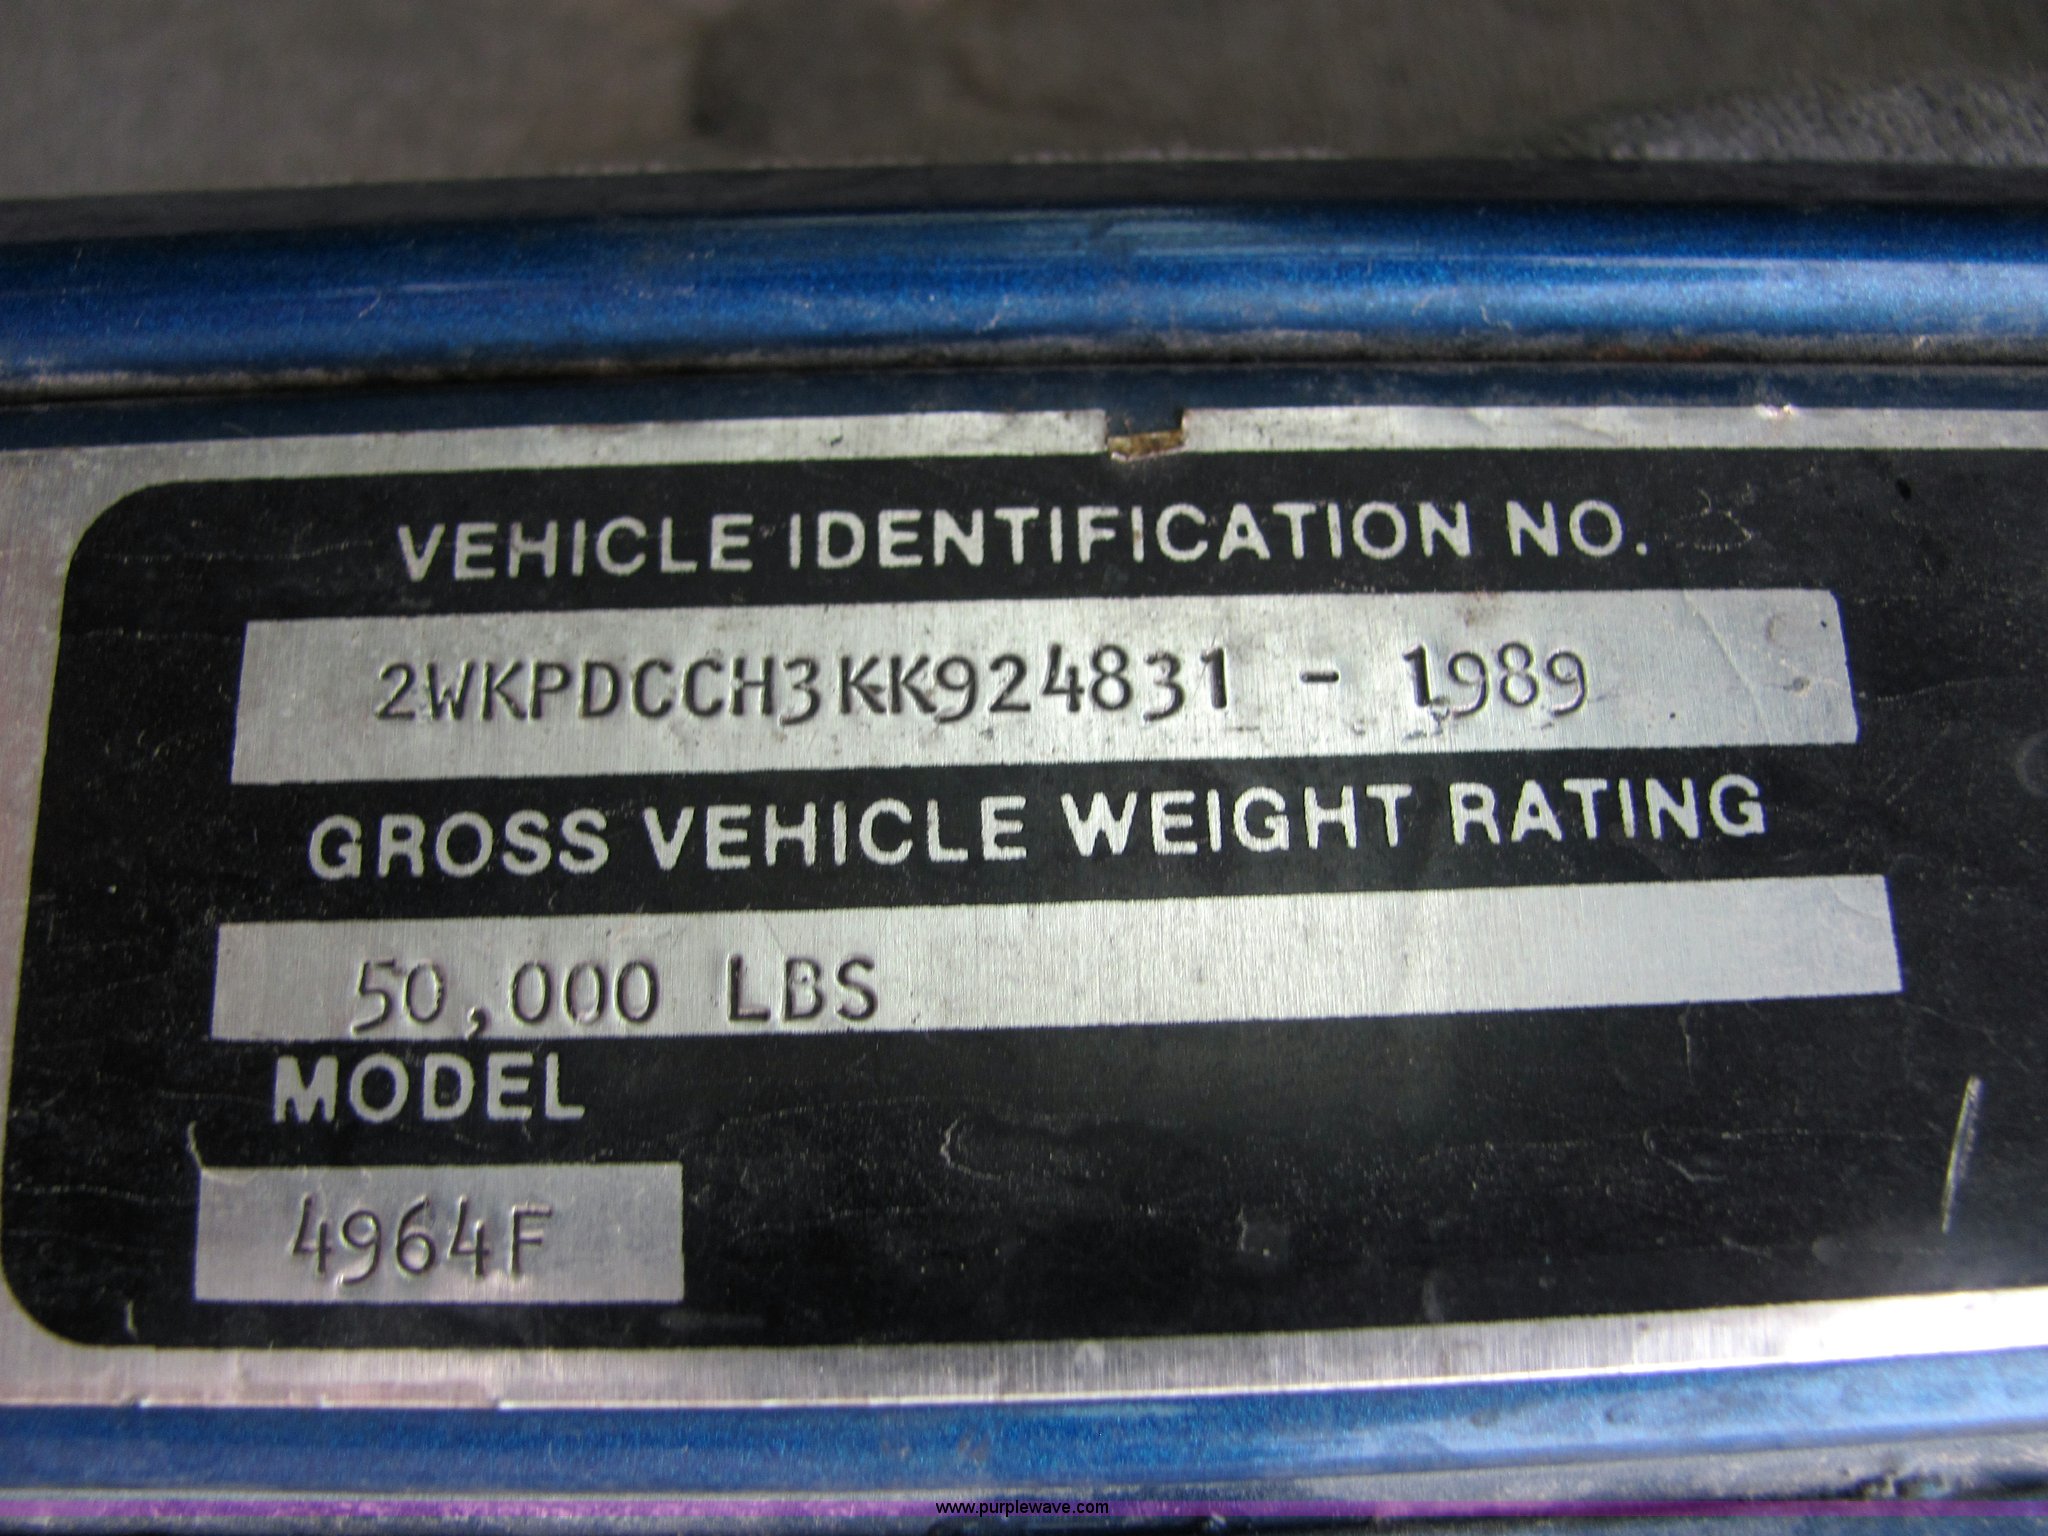 VEHICLE IDENTIFICATION NO.
2WKPDCCH3KK924831 - 1989
GROSS VEHICLE WEIGHT RATING
50,000 LBS
MODEL
4964F
www.purplewave.com